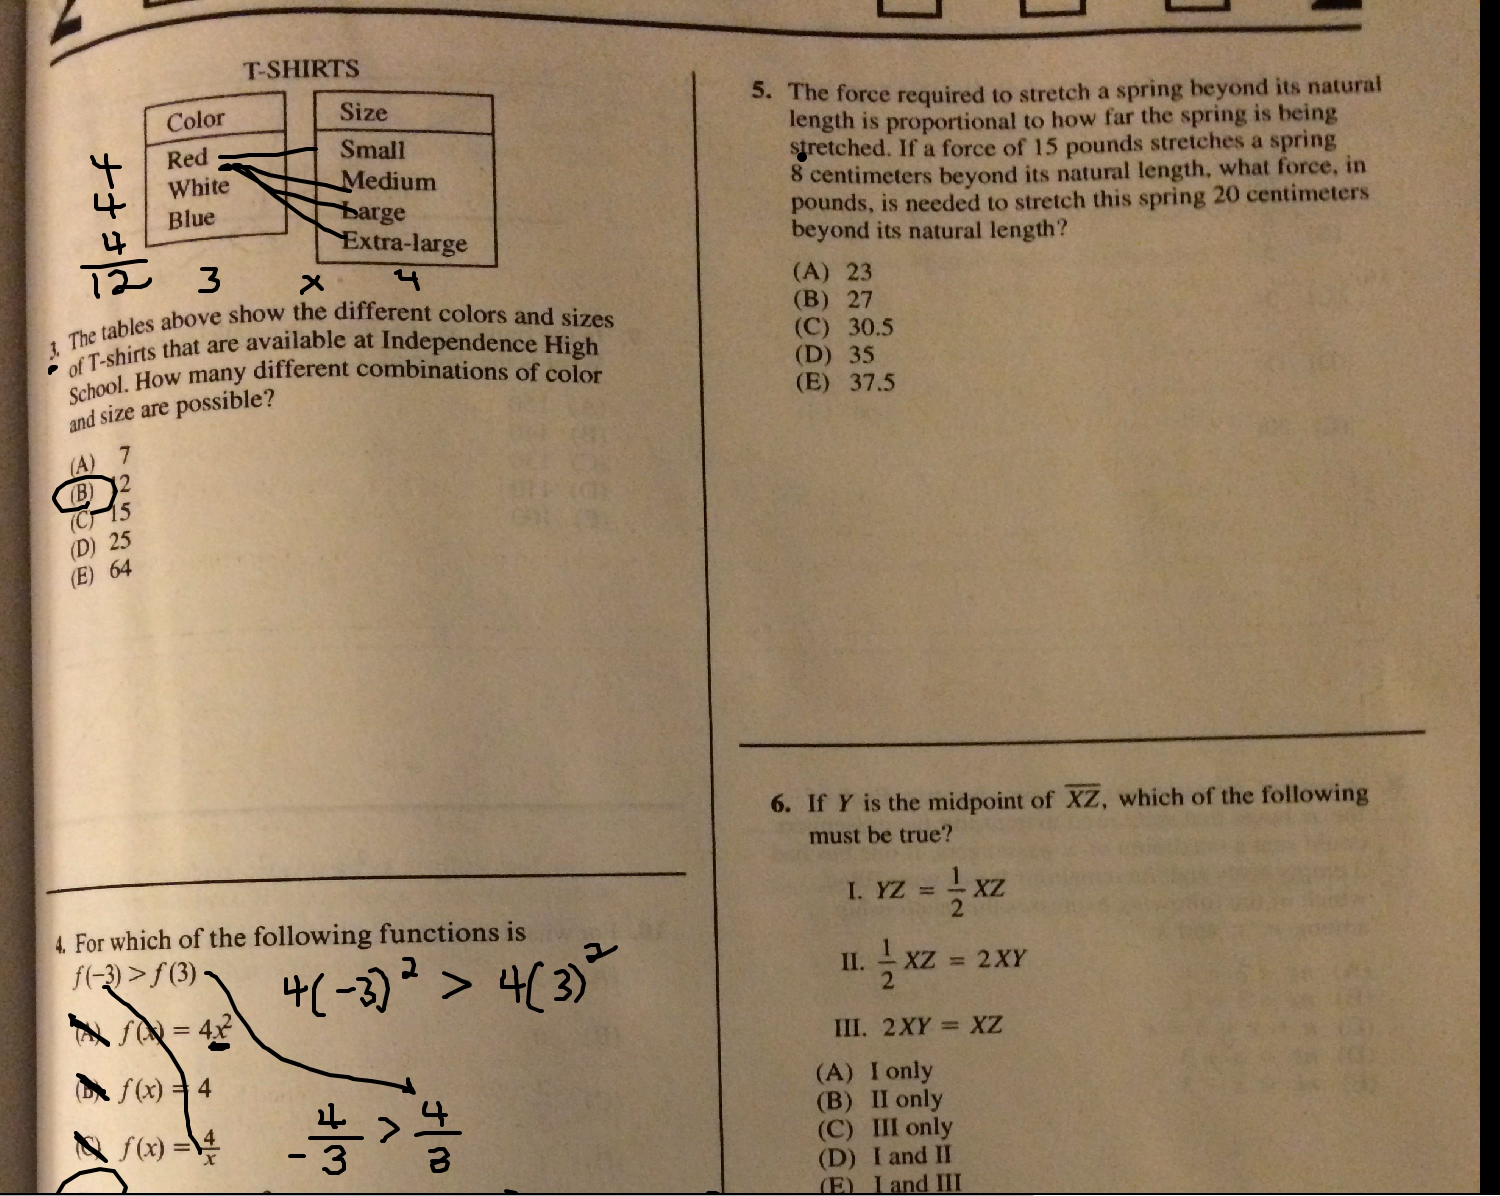 T-SHIRTS
Color
Red
White
Blue
Size
Small
Medium
Large
Extra-large
4
4
4
12
3 x 4
3. The tables above show the different colors and sizes
of T-shirts that are available at Independence High
School. How many different combinations of color
and size are possible?
(A) 7
(B) 12
(C) 15
(D) 25
(E) 64
4. For which of the following functions is
f(−3) > f(3)
4(-3)² > 4(3)²
(A) f(x) = 4x²
(B) f(x) = 4
(C) f(x) = 4/x
-4/3 > 4/3
5. The force required to stretch a spring beyond its natural
length is proportional to how far the spring is being
stretched. If a force of 15 pounds stretches a spring
8 centimeters beyond its natural length, what force, in
pounds, is needed to stretch this spring 20 centimeters
beyond its natural length?
(A) 23
(B) 27
(C) 30.5
(D) 35
(E) 37.5
6. If Y is the midpoint of X̅Z̅, which of the following
must be true?
I. YZ = 1/2 XZ
II. 1/2 XZ = 2XY
III. 2XY = XZ
(A) I only
(B) II only
(C) III only
(D) I and II
(E) I and III